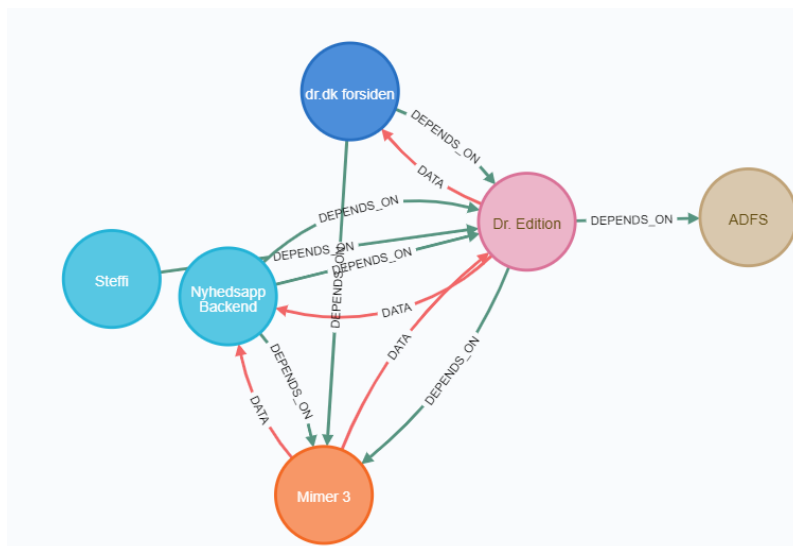 dr.dk forsiden
DEPENDS_ON
DATA
DEPENDS_ON
Dr. Edition
DEPENDS_ON
ADFS
DEPENDS_ON
DEPENDS_ON
Steffi
Nyhedsapp
Backend
DEPENDS_ON
DATA
DATA
DEPENDS_ON
DEPENDS_ON
DATA
Mimer 3